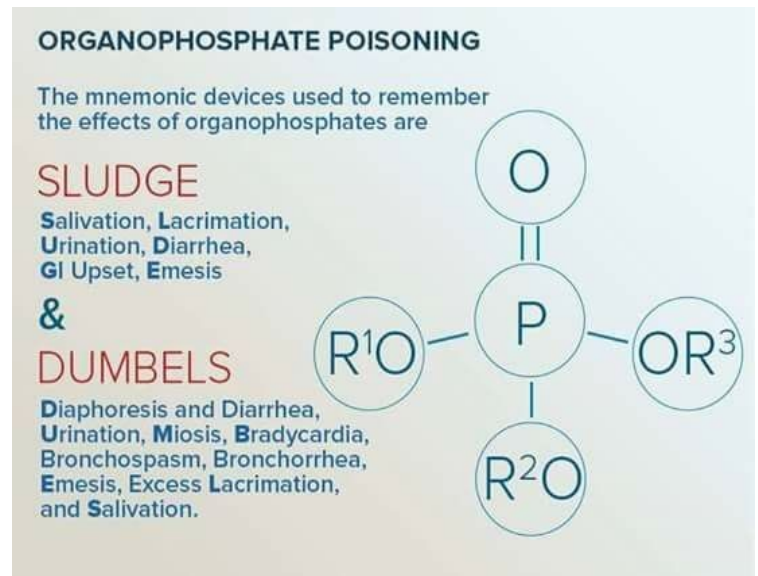 ORGANOPHOSPHATE POISONING
The mnemonic devices used to remember
the effects of organophosphates are
SLUDGE
Salivation, Lacrimation,
Urination, Diarrhea,
GI Upset, Emesis
&
DUMBELS
Diaphoresis and Diarrhea,
Urination, Miosis, Bradycardia,
Bronchospasm, Bronchorrhea,
Emesis, Excess Lacrimation,
and Salivation.
O
P
R¹O
OR³
R²O